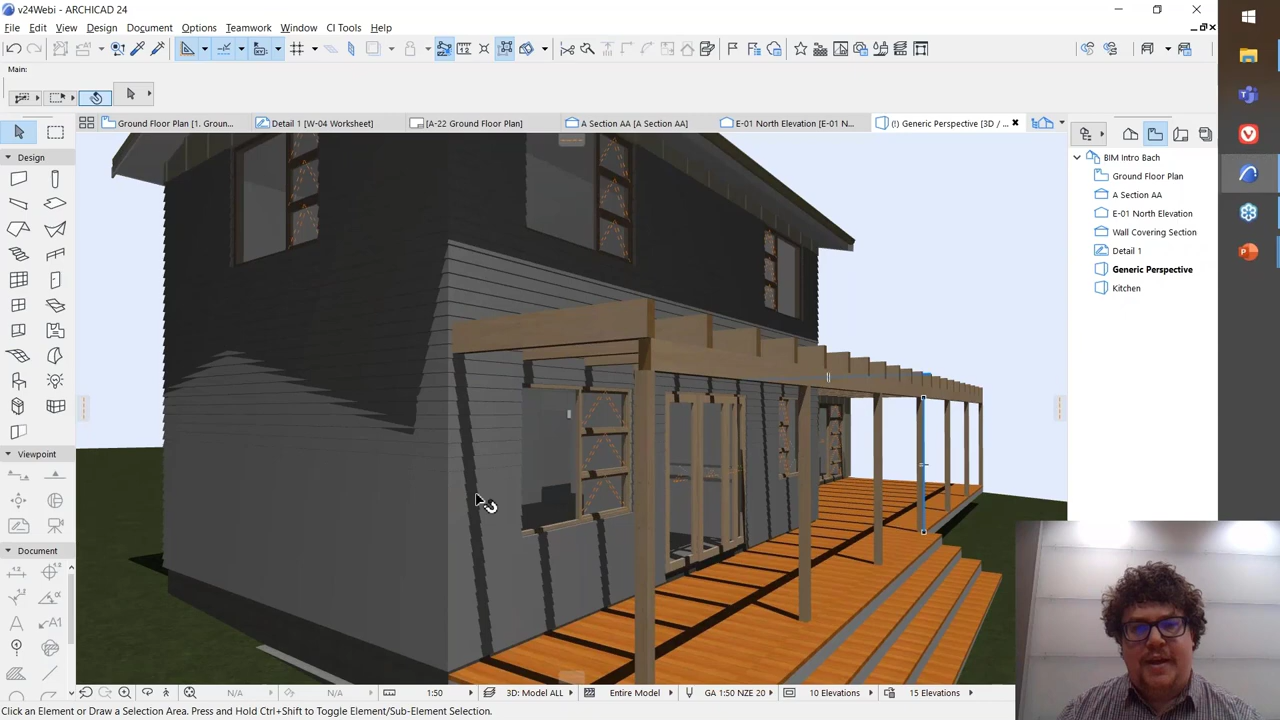 v24Webi - ARCHICAD 24
File Edit View Design Document Options Teamwork Window CI Tools Help
Main:
Ground Floor Plan [1. Groun...
Detail 1 [W-04 Worksheet]
[A-22 Ground Floor Plan]
A Section AA [A Section AA]
E-01 North Elevation [E-01 N...
(!) Generic Perspective [3D / ...
Design
Viewpoint
Document
BIM Intro Bach
Ground Floor Plan
A Section AA
E-01 North Elevation
Wall Covering Section
Detail 1
Generic Perspective
Kitchen
N/A
N/A
1:50
3D: Model ALL
Entire Model
GA 1:50 NZE 20
10 Elevations
15 Elevations
Click an Element or Draw a Selection Area. Press and Hold Ctrl+Shift to Toggle Element/Sub-Element Selection.